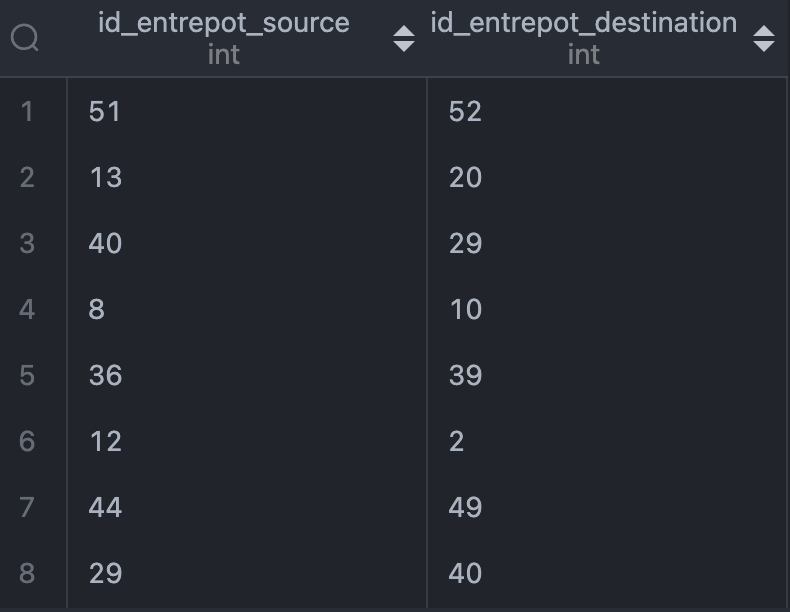 id_entrepot_source id_entrepot_destination
int int
1 51 52
2 13 20
3 40 29
4 8 10
5 36 39
6 12 2
7 44 49
8 29 40